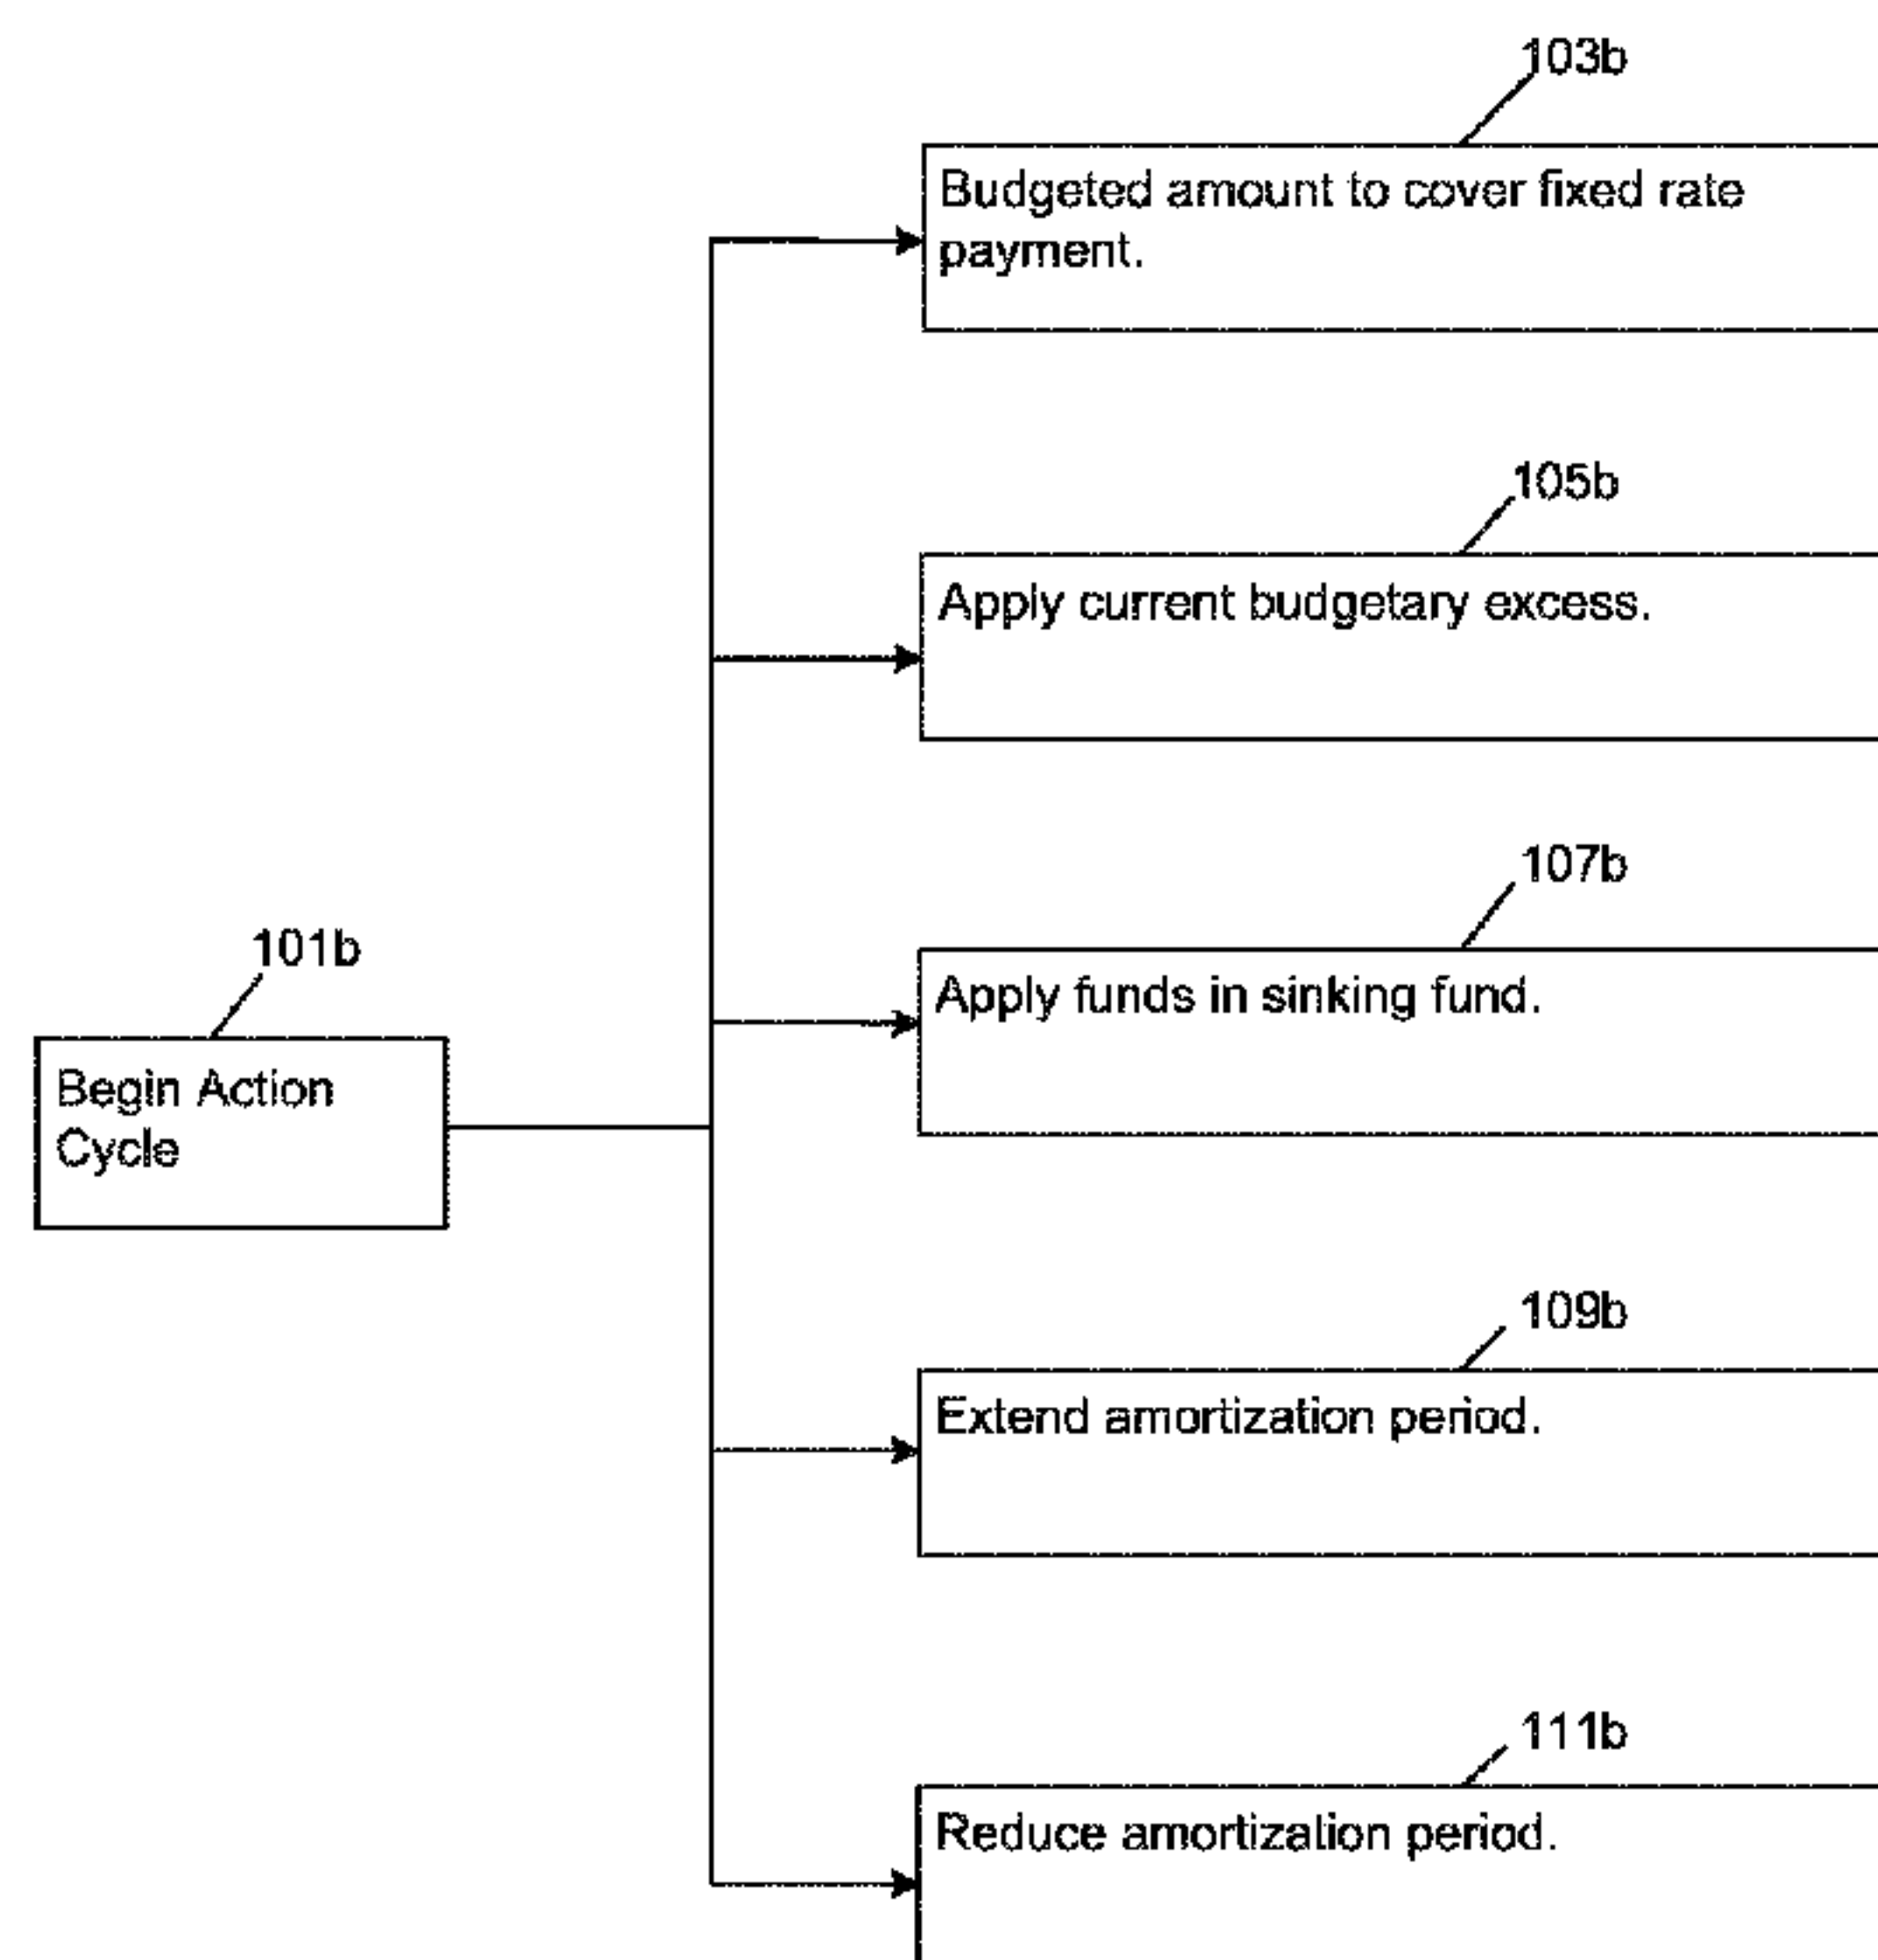 103b
Budgeted amount to cover fixed rate
payment.
105b
Apply current budgetary excess.
107b
Apply funds in sinking fund.
101b
Begin Action
Cycle
109b
Extend amortization period.
111b
Reduce amortization period.